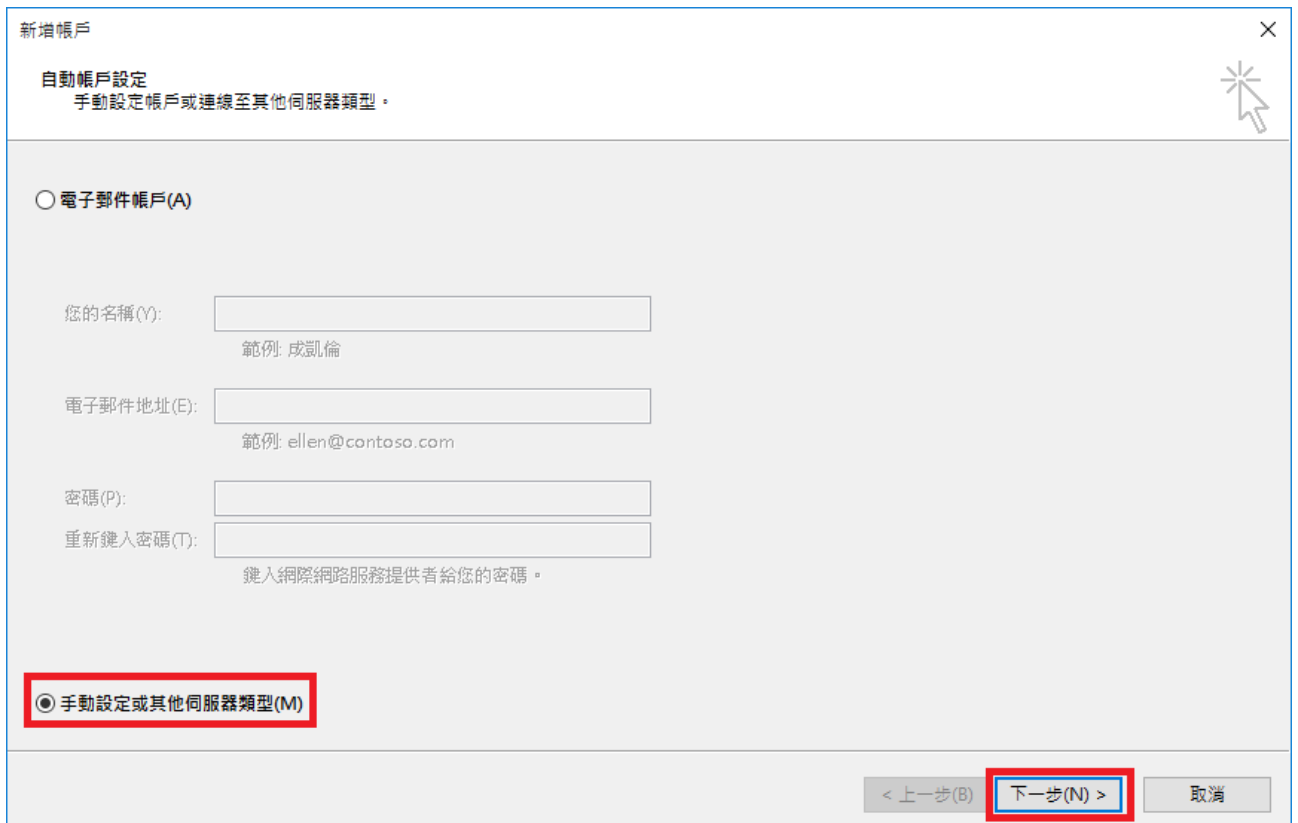 新增帳戶
自動帳戶設定
手動設定帳戶或連線至其他伺服器類型。
電子郵件帳戶(A)
您的名稱(Y):
範例: 成凱倫
電子郵件地址(E):
範例: ellen@contoso.com
密碼(P):
重新鍵入密碼(T):
鍵入網際網路服務提供者給您的密碼。
手動設定或其他伺服器類型(M)
< 上一步(B) 下一步(N) > 取消